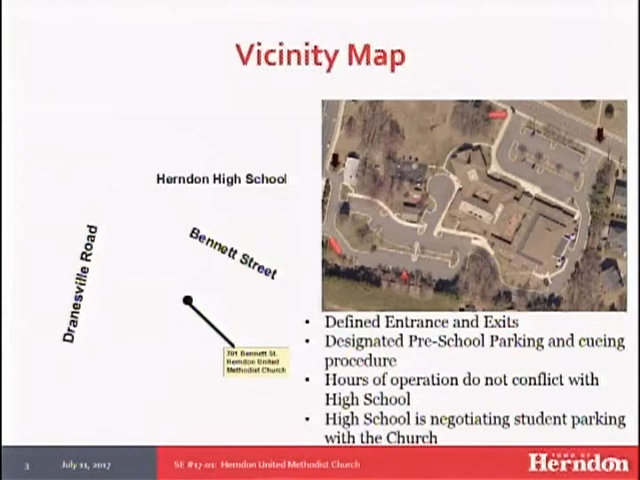 Vicinity Map
Herndon High School
Bennett Street
Dranesville Road
701 Bennett St.
Herndon United
Methodist Church
• Defined Entrance and Exits
• Designated Pre-School Parking and cueing
procedure
• Hours of operation do not conflict with
High School
• High School is negotiating student parking
with the Church
3
July 11, 2017
SE #17-01: Herndon United Methodist Church
TOWN OF
Herndon